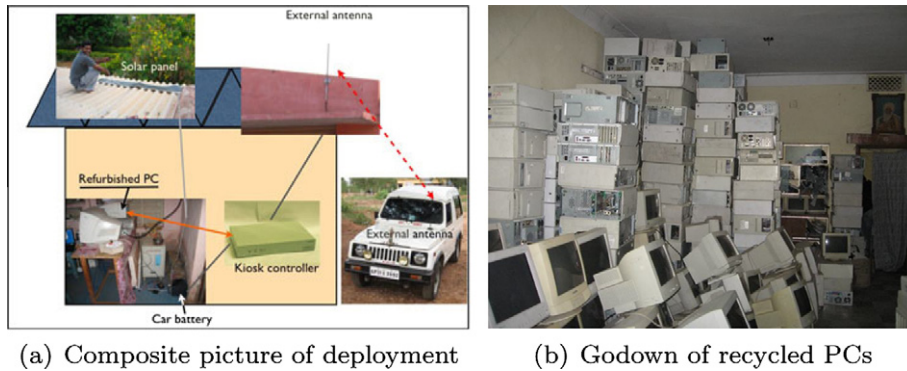 External antenna
Solar panel
Refurbished PC
External antenna
Kiosk controller
Car battery
(a) Composite picture of deployment
(b) Godown of recycled PCs